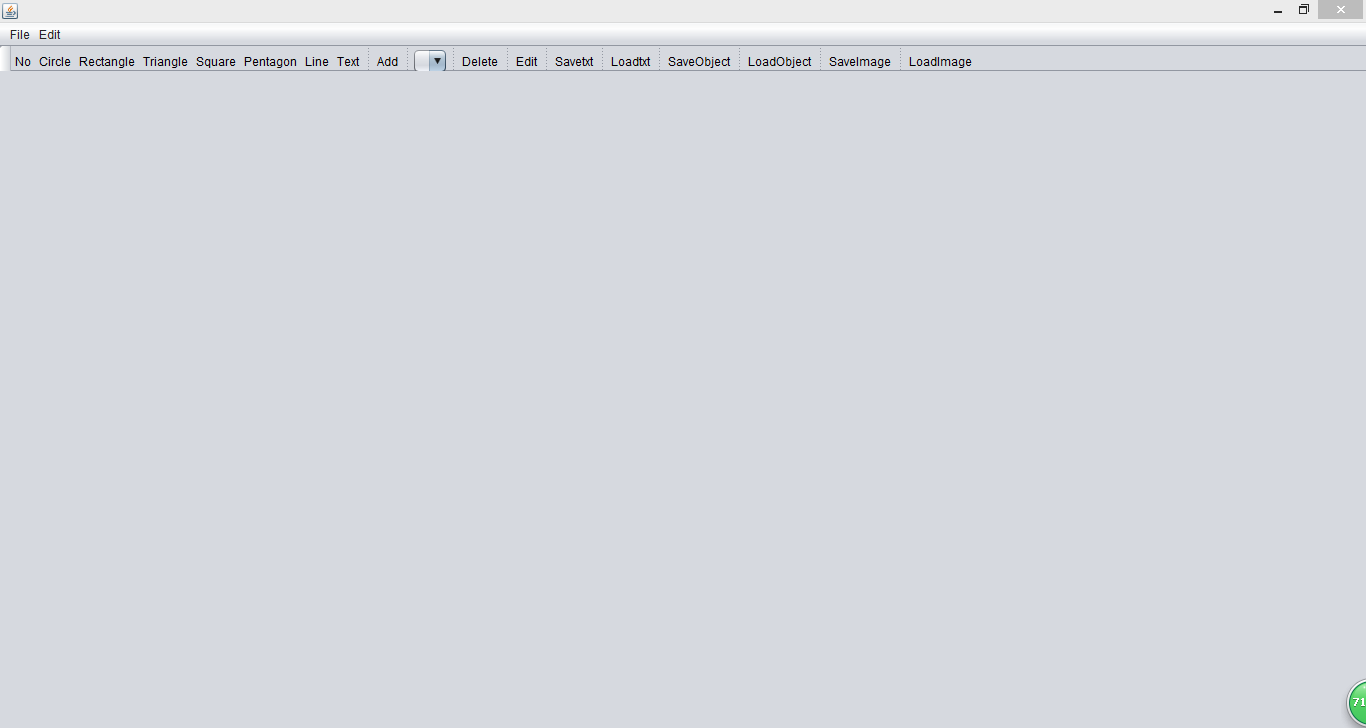 File Edit
No Circle Rectangle Triangle Square Pentagon Line Text Add Delete Edit Savetxt Loadtxt SaveObject LoadObject SaveImage LoadImage
71